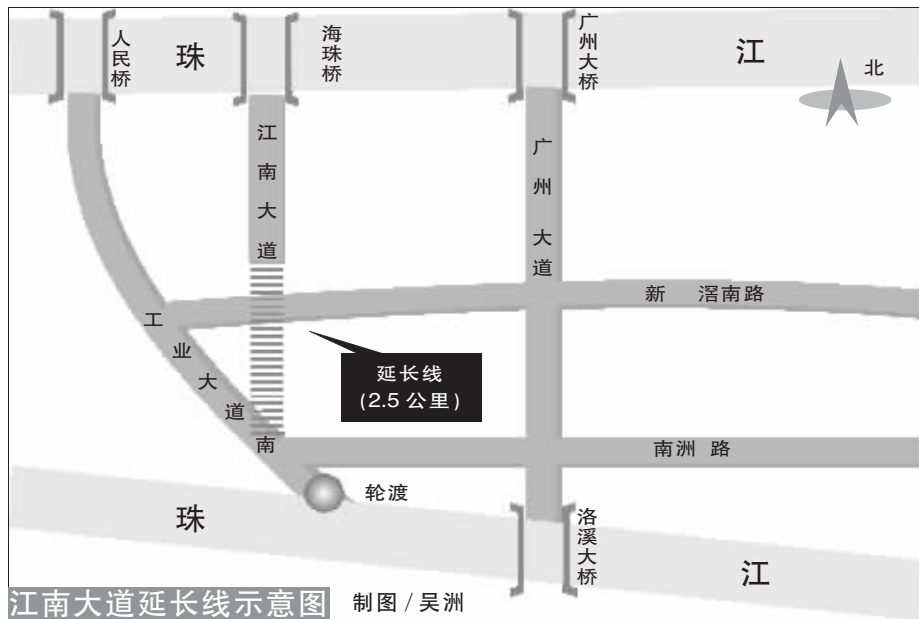 人民桥
珠
海珠桥
广州大桥
江
北
江南大道
广州大道
新 滘南路
工业大道南
延长线
(2.5 公里)
南洲 路
轮渡
珠
洛溪大桥
江
江南大道延长线示意图
制图 / 吴洲